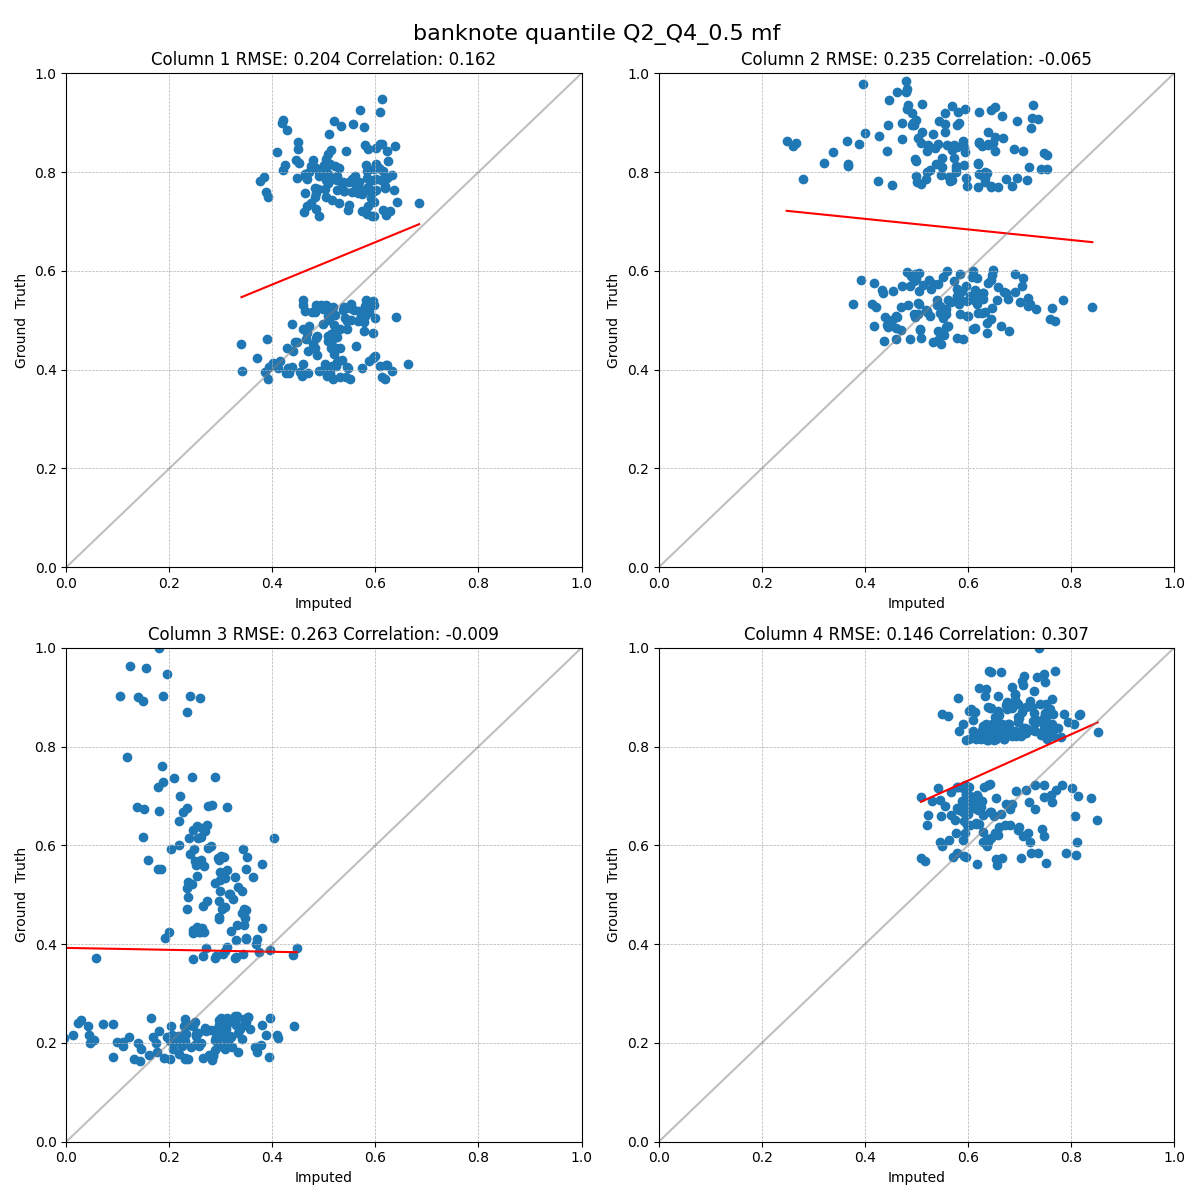 banknote quantile Q2_Q4_0.5 mf
Column 1 RMSE: 0.204 Correlation: 0.162
1.0
0.8
0.6
0.4
0.2
0.0
Ground Truth
0.0 0.2 0.4 0.6 0.8 1.0
Imputed
Column 2 RMSE: 0.235 Correlation: -0.065
1.0
0.8
0.6
0.4
0.2
0.0
Ground Truth
0.0 0.2 0.4 0.6 0.8 1.0
Imputed
Column 3 RMSE: 0.263 Correlation: -0.009
1.0
0.8
0.6
0.4
0.2
0.0
Ground Truth
0.0 0.2 0.4 0.6 0.8 1.0
Imputed
Column 4 RMSE: 0.146 Correlation: 0.307
1.0
0.8
0.6
0.4
0.2
0.0
Ground Truth
0.0 0.2 0.4 0.6 0.8 1.0
Imputed